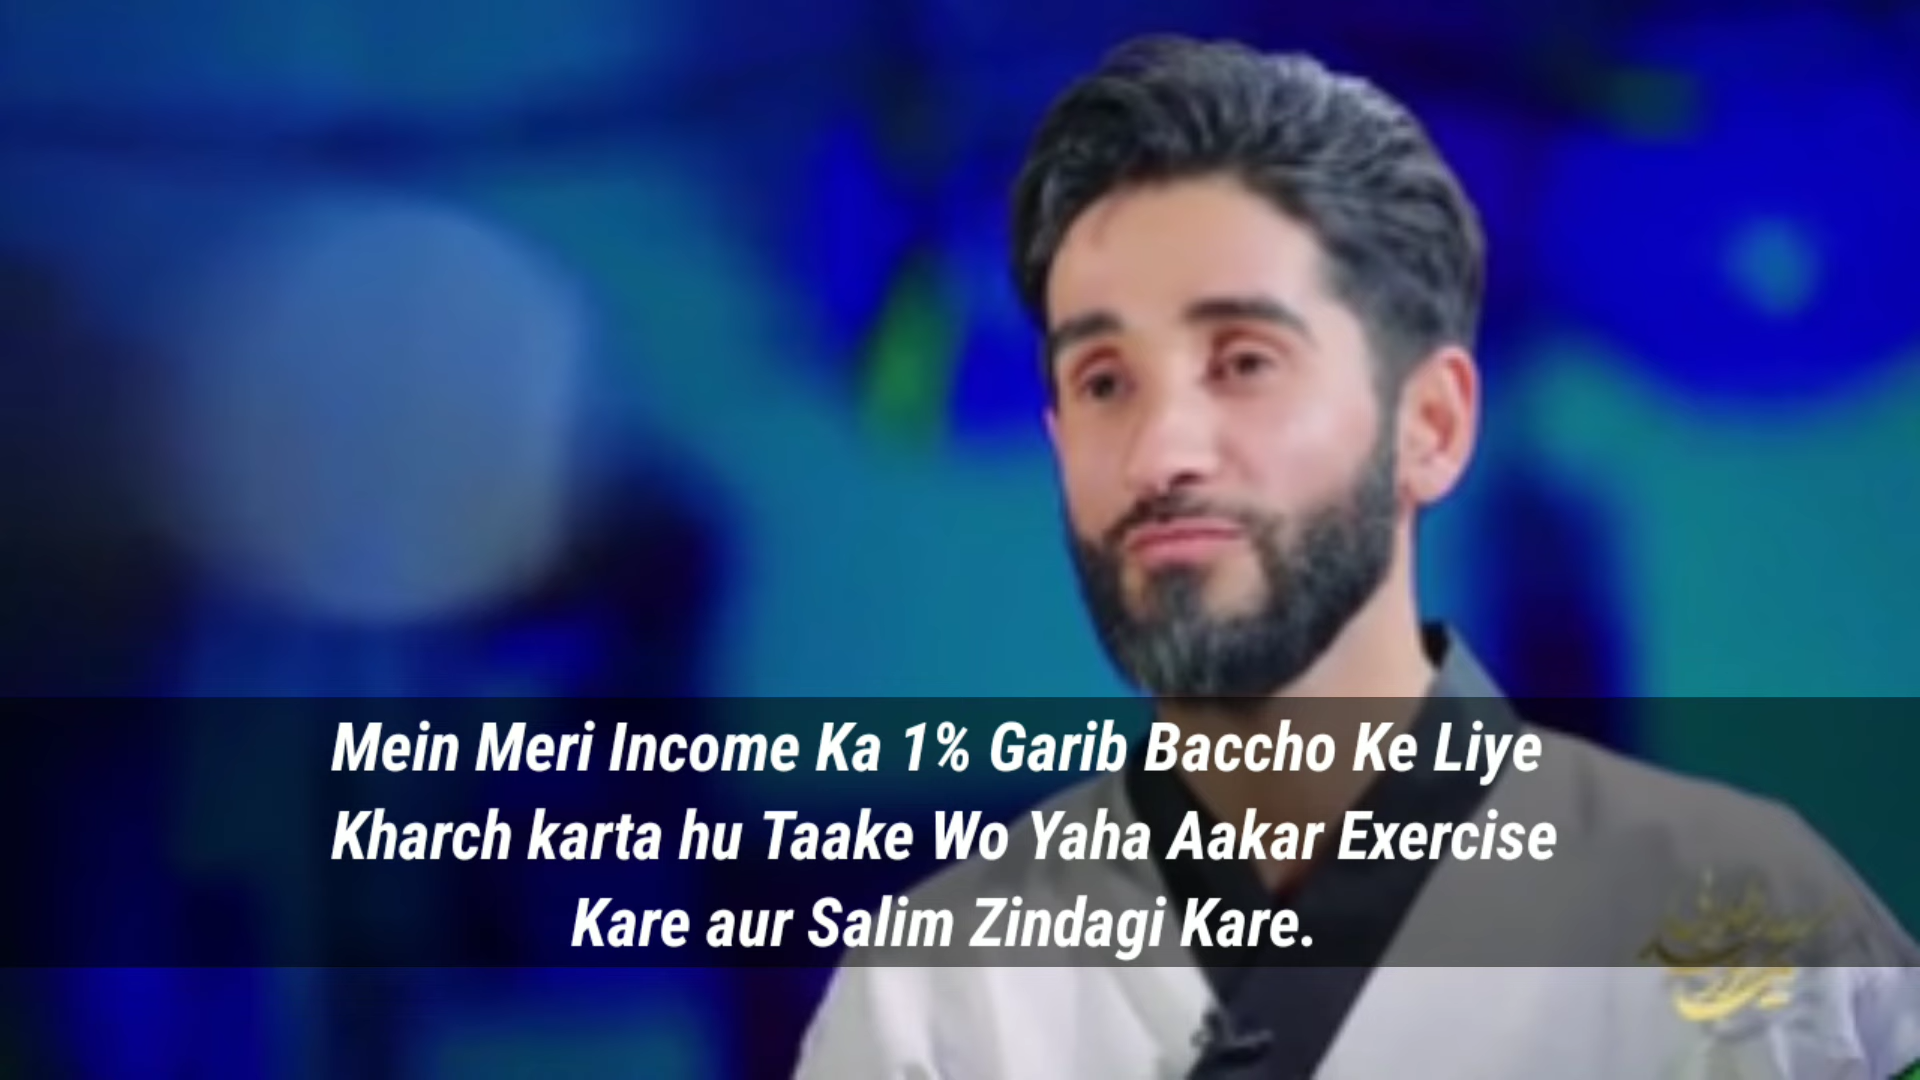 Mein Meri Income Ka 1% Garib Baccho Ke Liye
Kharch karta hu Taake Wo Yaha Aakar Exercise
Kare aur Salim Zindagi Kare.